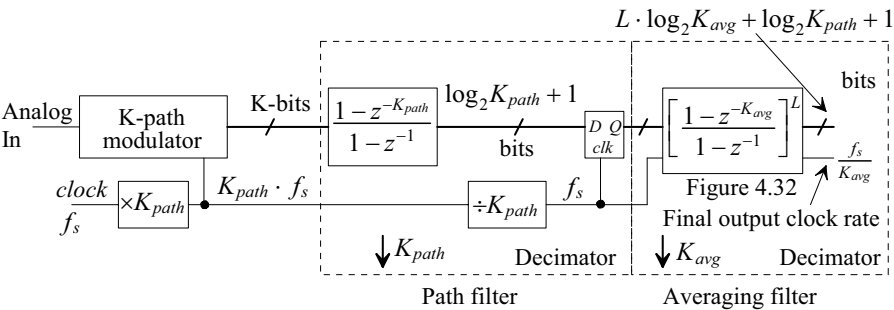 L · log₂K_avg + log₂K_path + 1
bits
Analog
In
K-path
modulator
K-bits
1 − z^{−K_path}
1 − z^{−1}
log₂K_path + 1
bits
D Q
clk
[ 1 − z^{−K_avg} ]^L
1 − z^{−1}
f_s
K_avg
Figure 4.32
clock
f_s
×K_path
K_path · f_s
÷K_path
f_s
Final output clock rate
K_path
Decimator
K_avg
Decimator
Path filter
Averaging filter